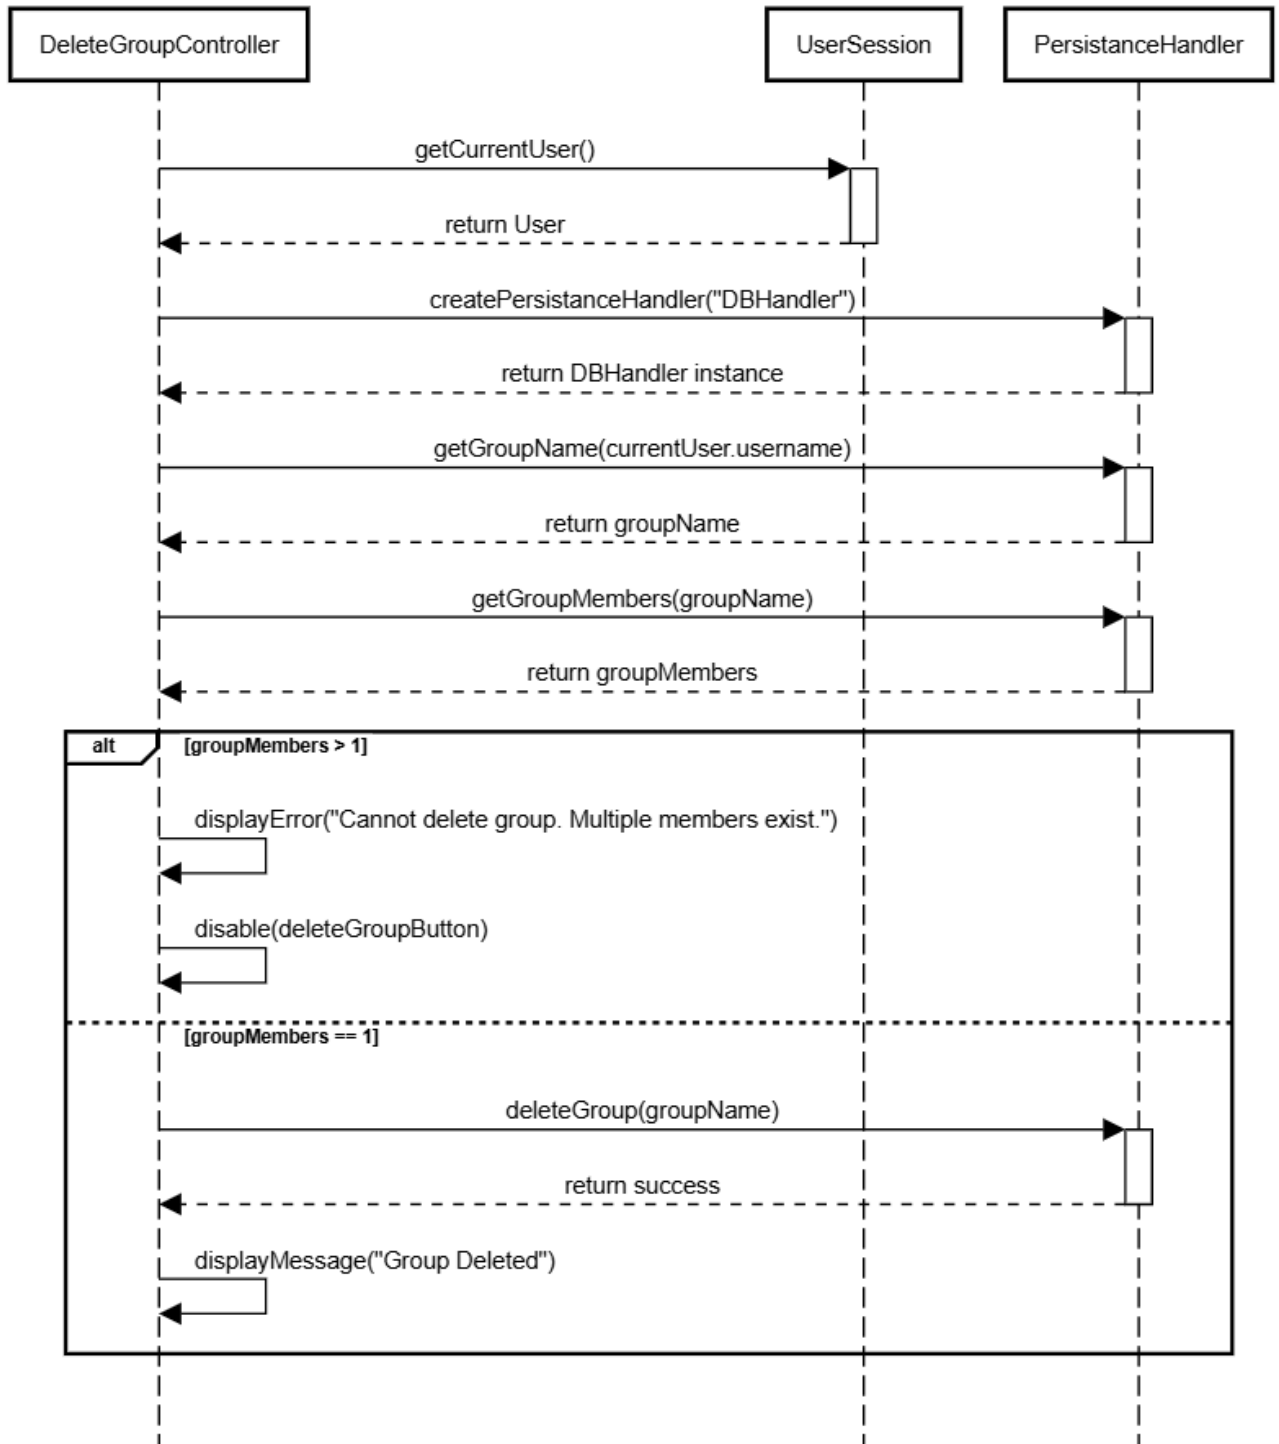 DeleteGroupController
UserSession
PersistanceHandler
getCurrentUser()
return User
createPersistanceHandler("DBHandler")
return DBHandler instance
getGroupName(currentUser.username)
return groupName
getGroupMembers(groupName)
return groupMembers
alt
[groupMembers > 1]
displayError("Cannot delete group. Multiple members exist.")
disable(deleteGroupButton)
[groupMembers == 1]
deleteGroup(groupName)
return success
displayMessage("Group Deleted")